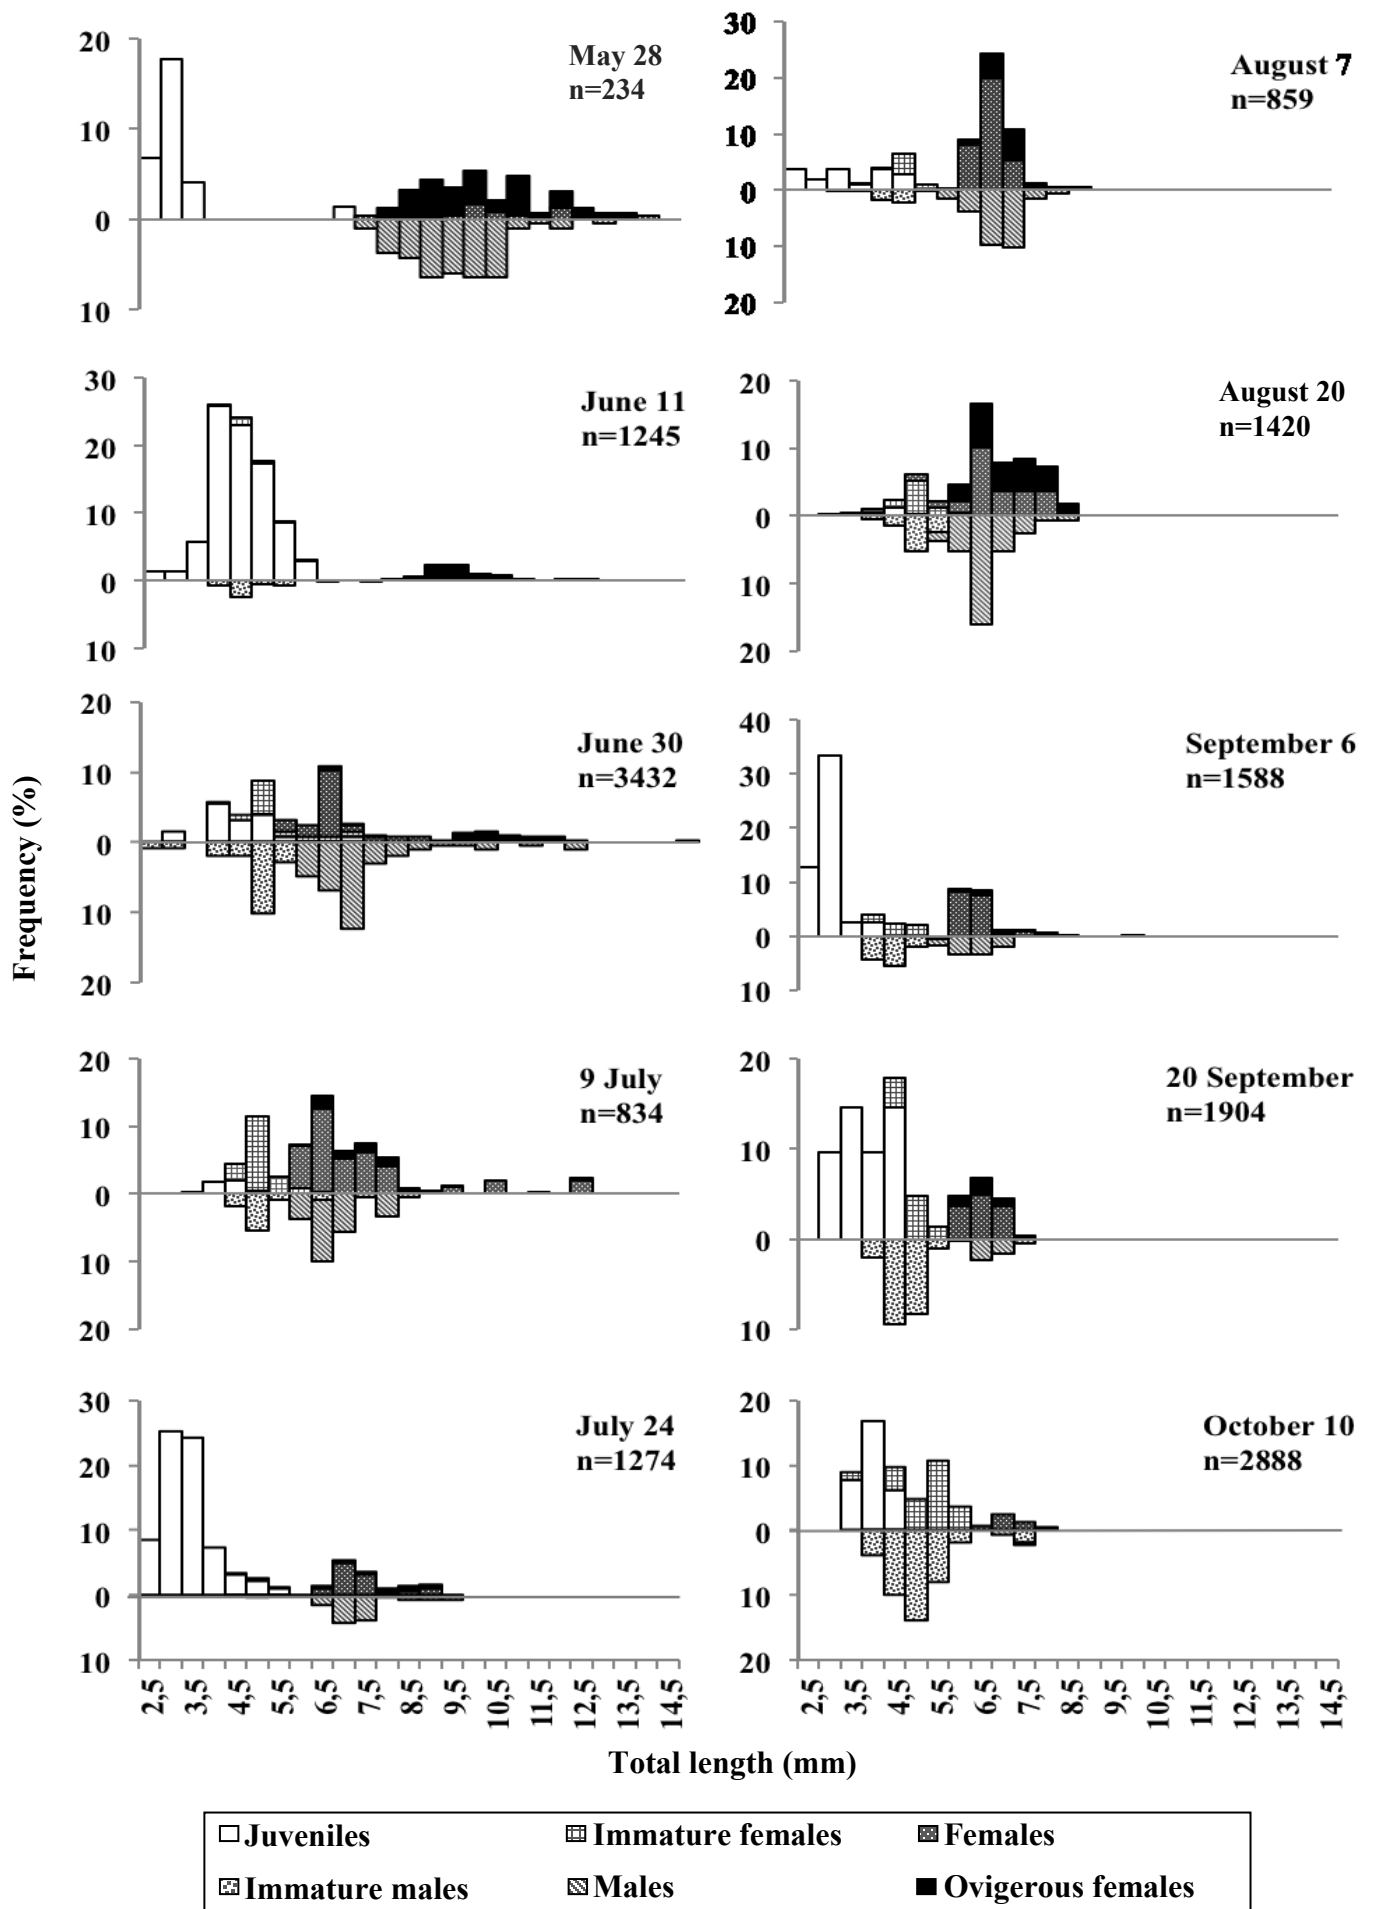 20
10
0
10
May 28
n=234
30
20
10
0
10
20
August 7
n=859
30
20
10
0
10
June 11
n=1245
20
10
0
10
20
August 20
n=1420
20
10
0
10
20
June 30
n=3432
40
30
20
10
0
10
September 6
n=1588
20
10
0
10
20
9 July
n=834
20
10
0
10
20 September
n=1904
30
20
10
0
10
July 24
n=1274
20
10
0
10
20
October 10
n=2888
Frequency (%)
2,5 3,5 4,5 5,5 6,5 7,5 8,5 9,5 10,5 11,5 12,5 13,5 14,5
2,5 3,5 4,5 5,5 6,5 7,5 8,5 9,5 10,5 11,5 12,5 13,5 14,5
Total length (mm)
Juveniles Immature females Females
Immature males Males Ovigerous females